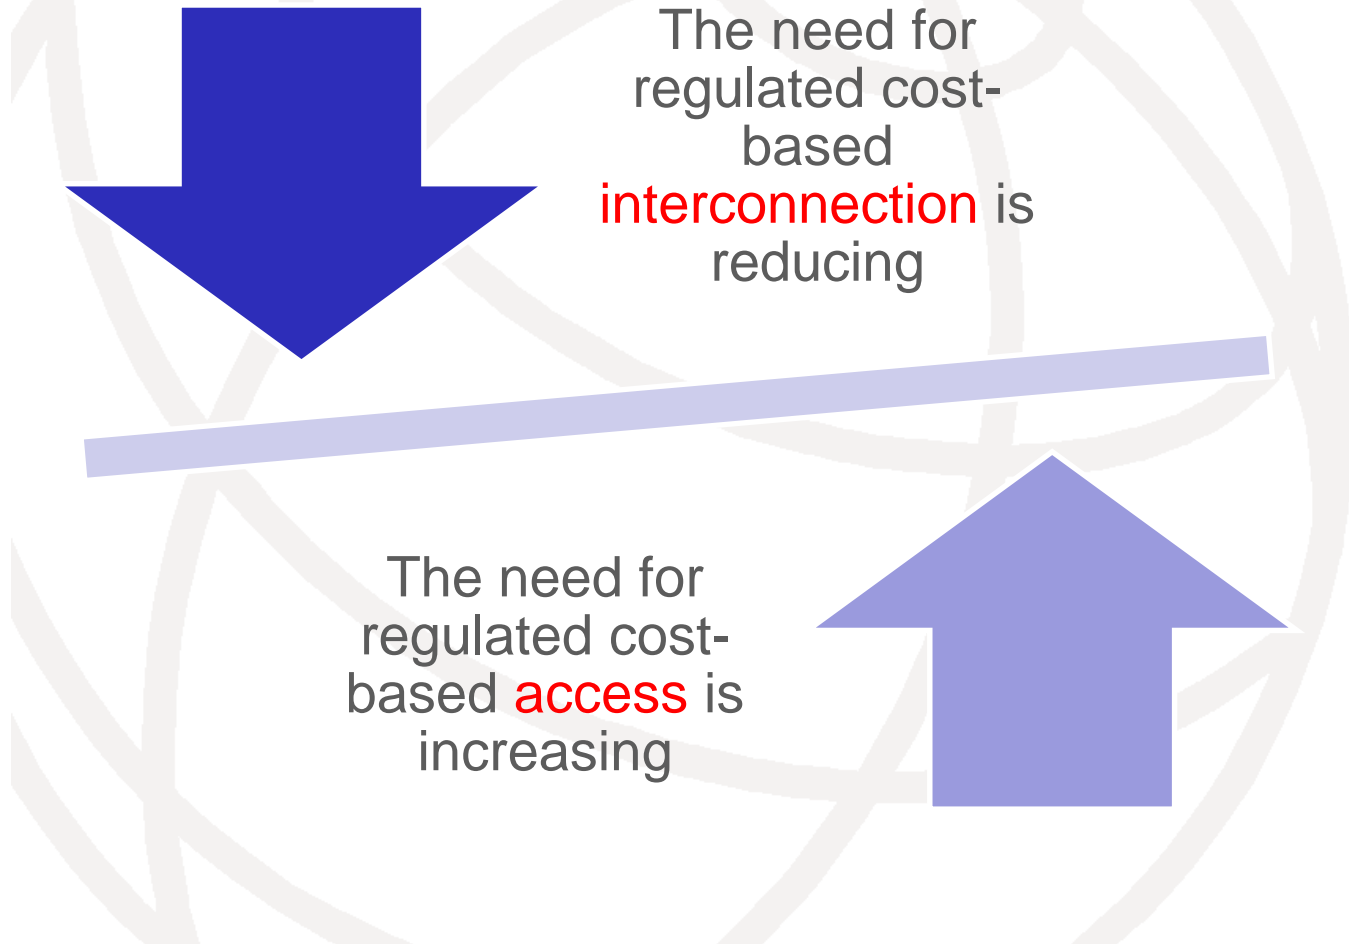 The need for
regulated cost-
based
interconnection is
reducing
The need for
regulated cost-
based access is
increasing